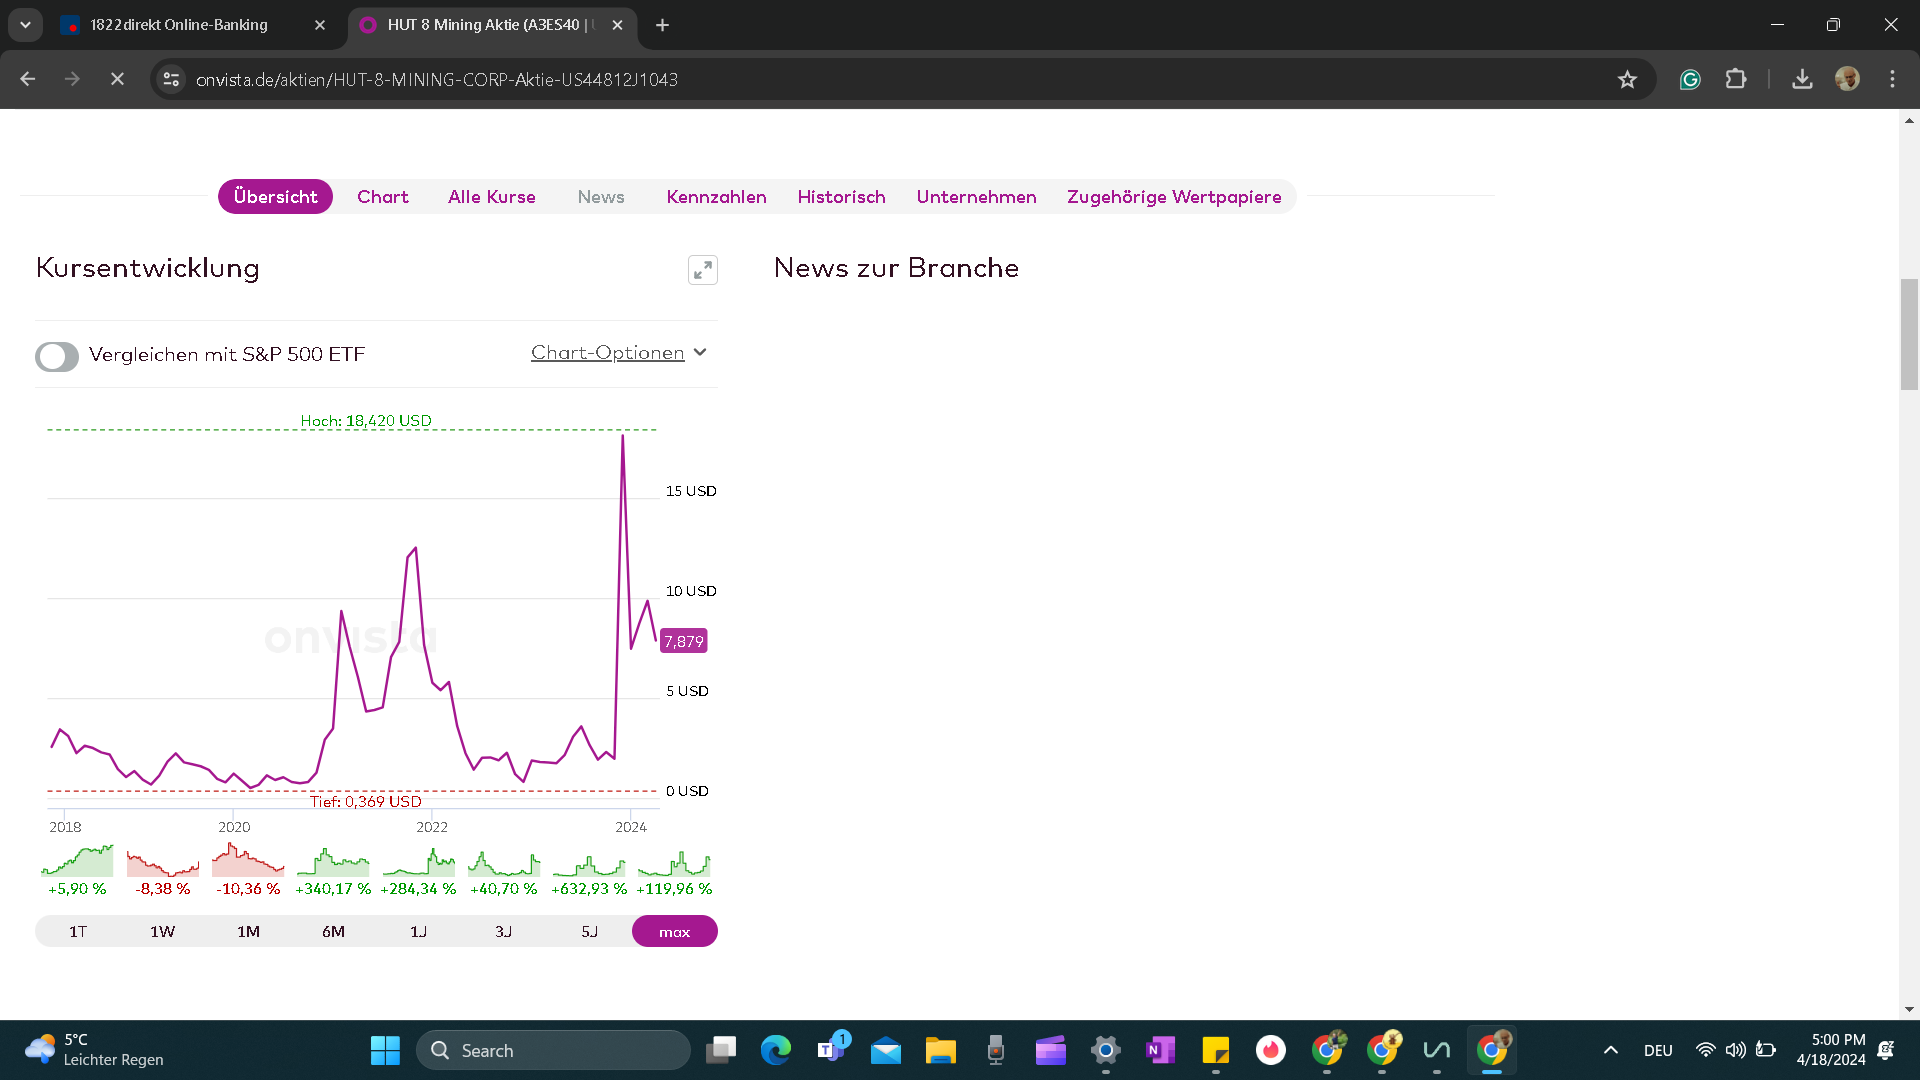 1822direkt Online-Banking
HUT 8 Mining Aktie (A3ES40 |
onvista.de/aktien/HUT-8-MINING-CORP-Aktie-US44812J1043
Übersicht Chart Alle Kurse News Kennzahlen Historisch Unternehmen Zugehörige Wertpapiere
Kursentwicklung
News zur Branche
Vergleichen mit S&P 500 ETF
Chart-Optionen
Hoch: 18,420 USD
15 USD
10 USD
onvista
7,879
5 USD
0 USD
Tief: 0,369 USD
2018 2020 2022 2024
+5,90 % -8,38 % -10,36 % +340,17 % +284,34 % +40,70 % +632,93 % +119,96 %
1T 1W 1M 6M 1J 3J 5J max
5°C
Leichter Regen
Search
1
DEU
5:00 PM
4/18/2024